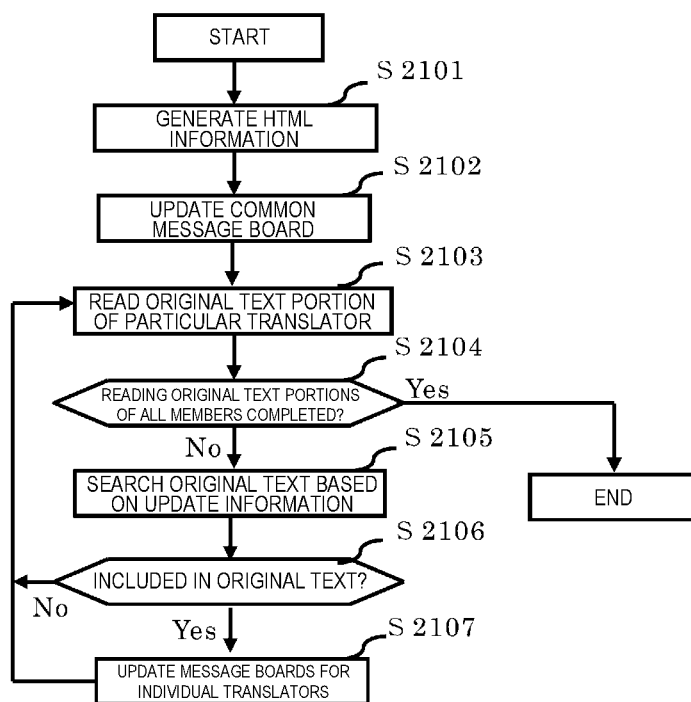 START
S 2101
GENERATE HTML
INFORMATION
S 2102
UPDATE COMMON
MESSAGE BOARD
S 2103
READ ORIGINAL TEXT PORTION
OF PARTICULAR TRANSLATOR
S 2104
READING ORIGINAL TEXT PORTIONS
OF ALL MEMBERS COMPLETED?
Yes
No
S 2105
SEARCH ORIGINAL TEXT BASED
ON UPDATE INFORMATION
END
S 2106
INCLUDED IN ORIGINAL TEXT?
No
Yes
S 2107
UPDATE MESSAGE BOARDS FOR
INDIVIDUAL TRANSLATORS